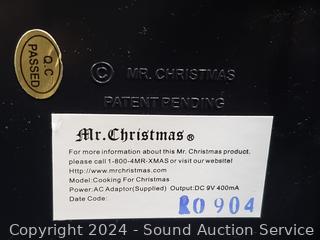 Q.C
PASSED
© MR. CHRISTMAS
PATENT PENDING
Mr.Christmas®
For more information about this Mr. Christmas product.
please call 1-800-4MR-XMAS or visit our website!
Http://www.mrchristmas.com
Model:Cooking For Christmas
Power:AC Adaptor(Supplied) Output:DC 9V 400mA
Date Code:
R0904
Copyright 2024 - Sound Auction Service